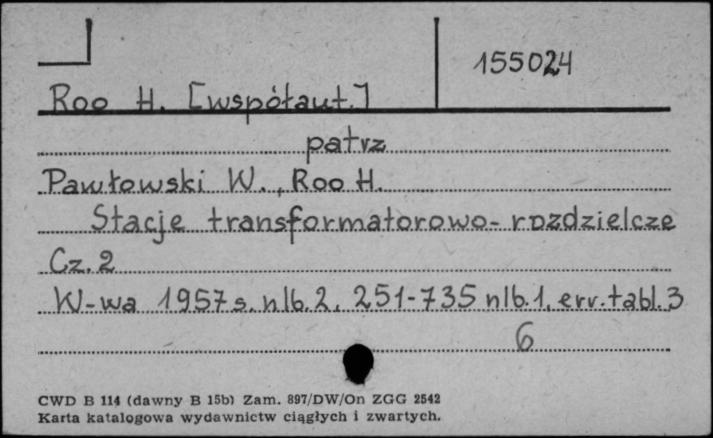 155024
Roo H. [współaut.]
patrz
Pawłowski W., Roo H.
Stacje transformatorowo-rozdzielcze
Cz. 2
W-wa 1957 s. nlb. 2, 251-735 nlb. 1, err. tabl. 3
6
CWD B 114 (dawny B 15b) Zam. 897/DW/On ZGG 2542
Karta katalogowa wydawnictw ciągłych i zwartych.